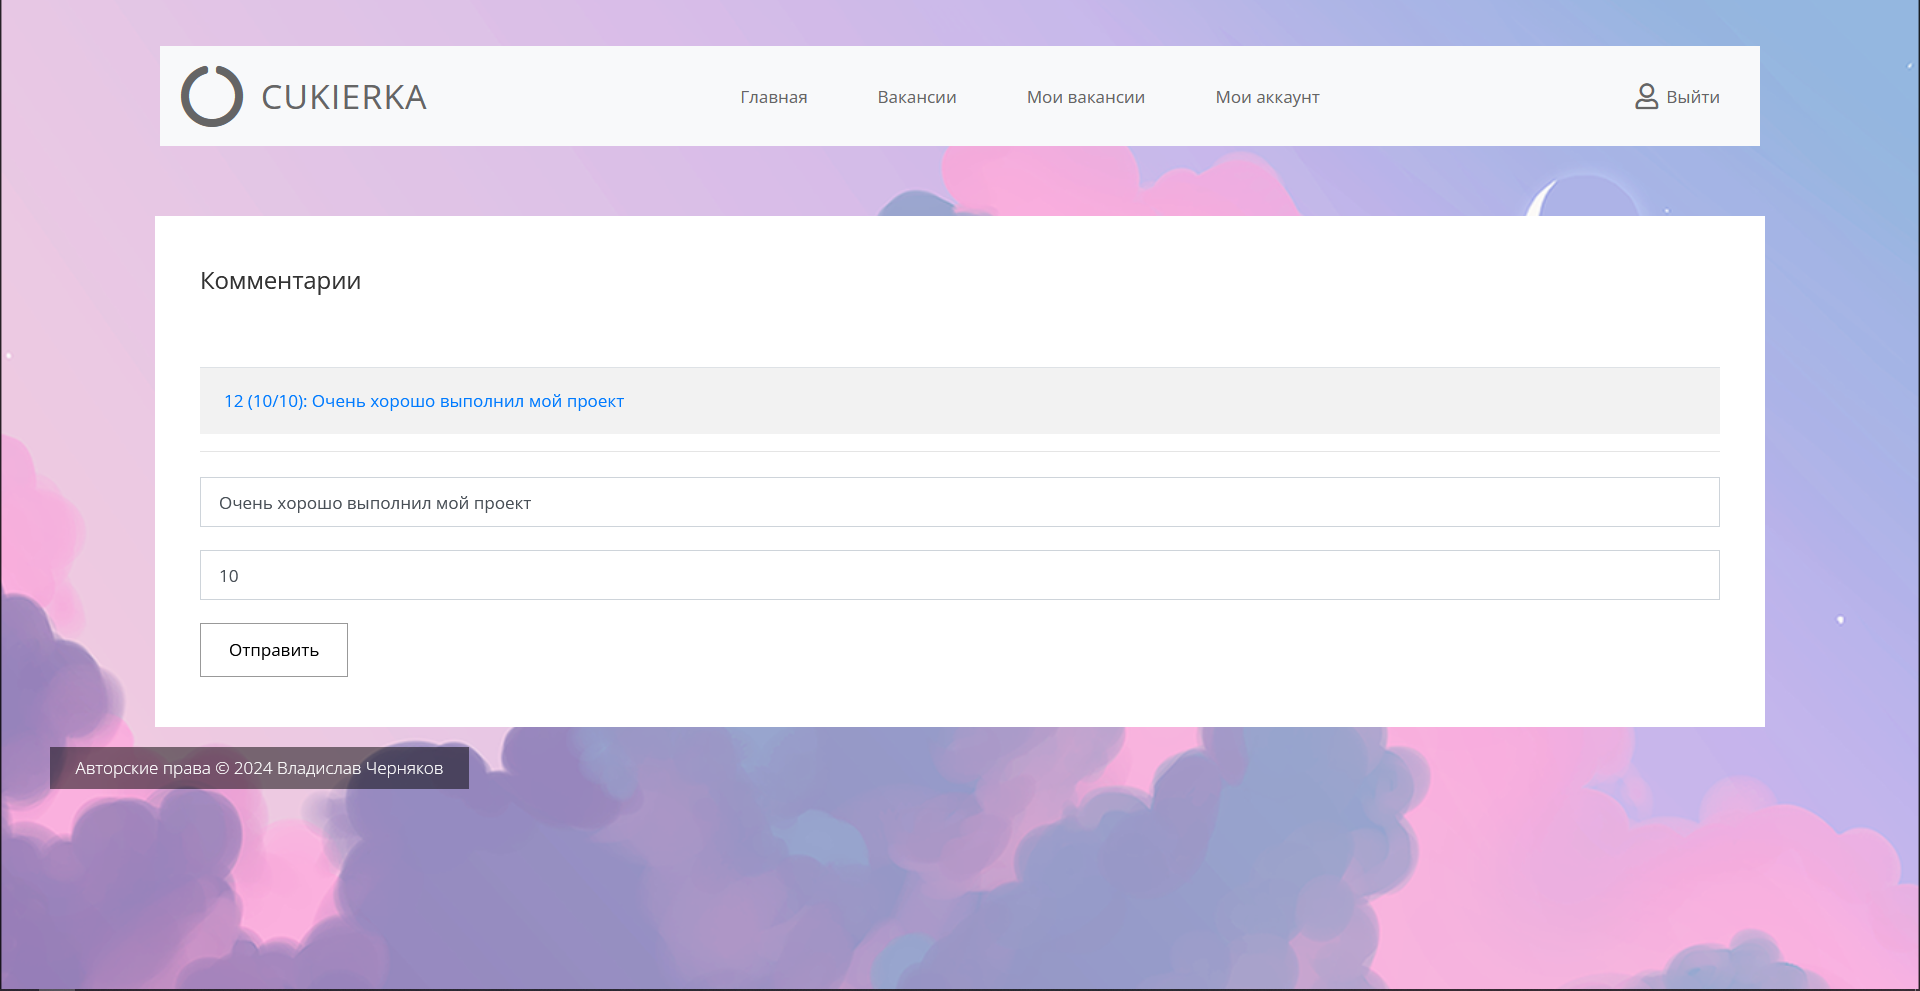 CUKIERKA
Главная
Вакансии
Мои вакансии
Мои аккаунт
Выйти
Комментарии
12 (10/10): Очень хорошо выполнил мой проект
Очень хорошо выполнил мой проект
10
Отправить
Авторские права © 2024 Владислав Черняков